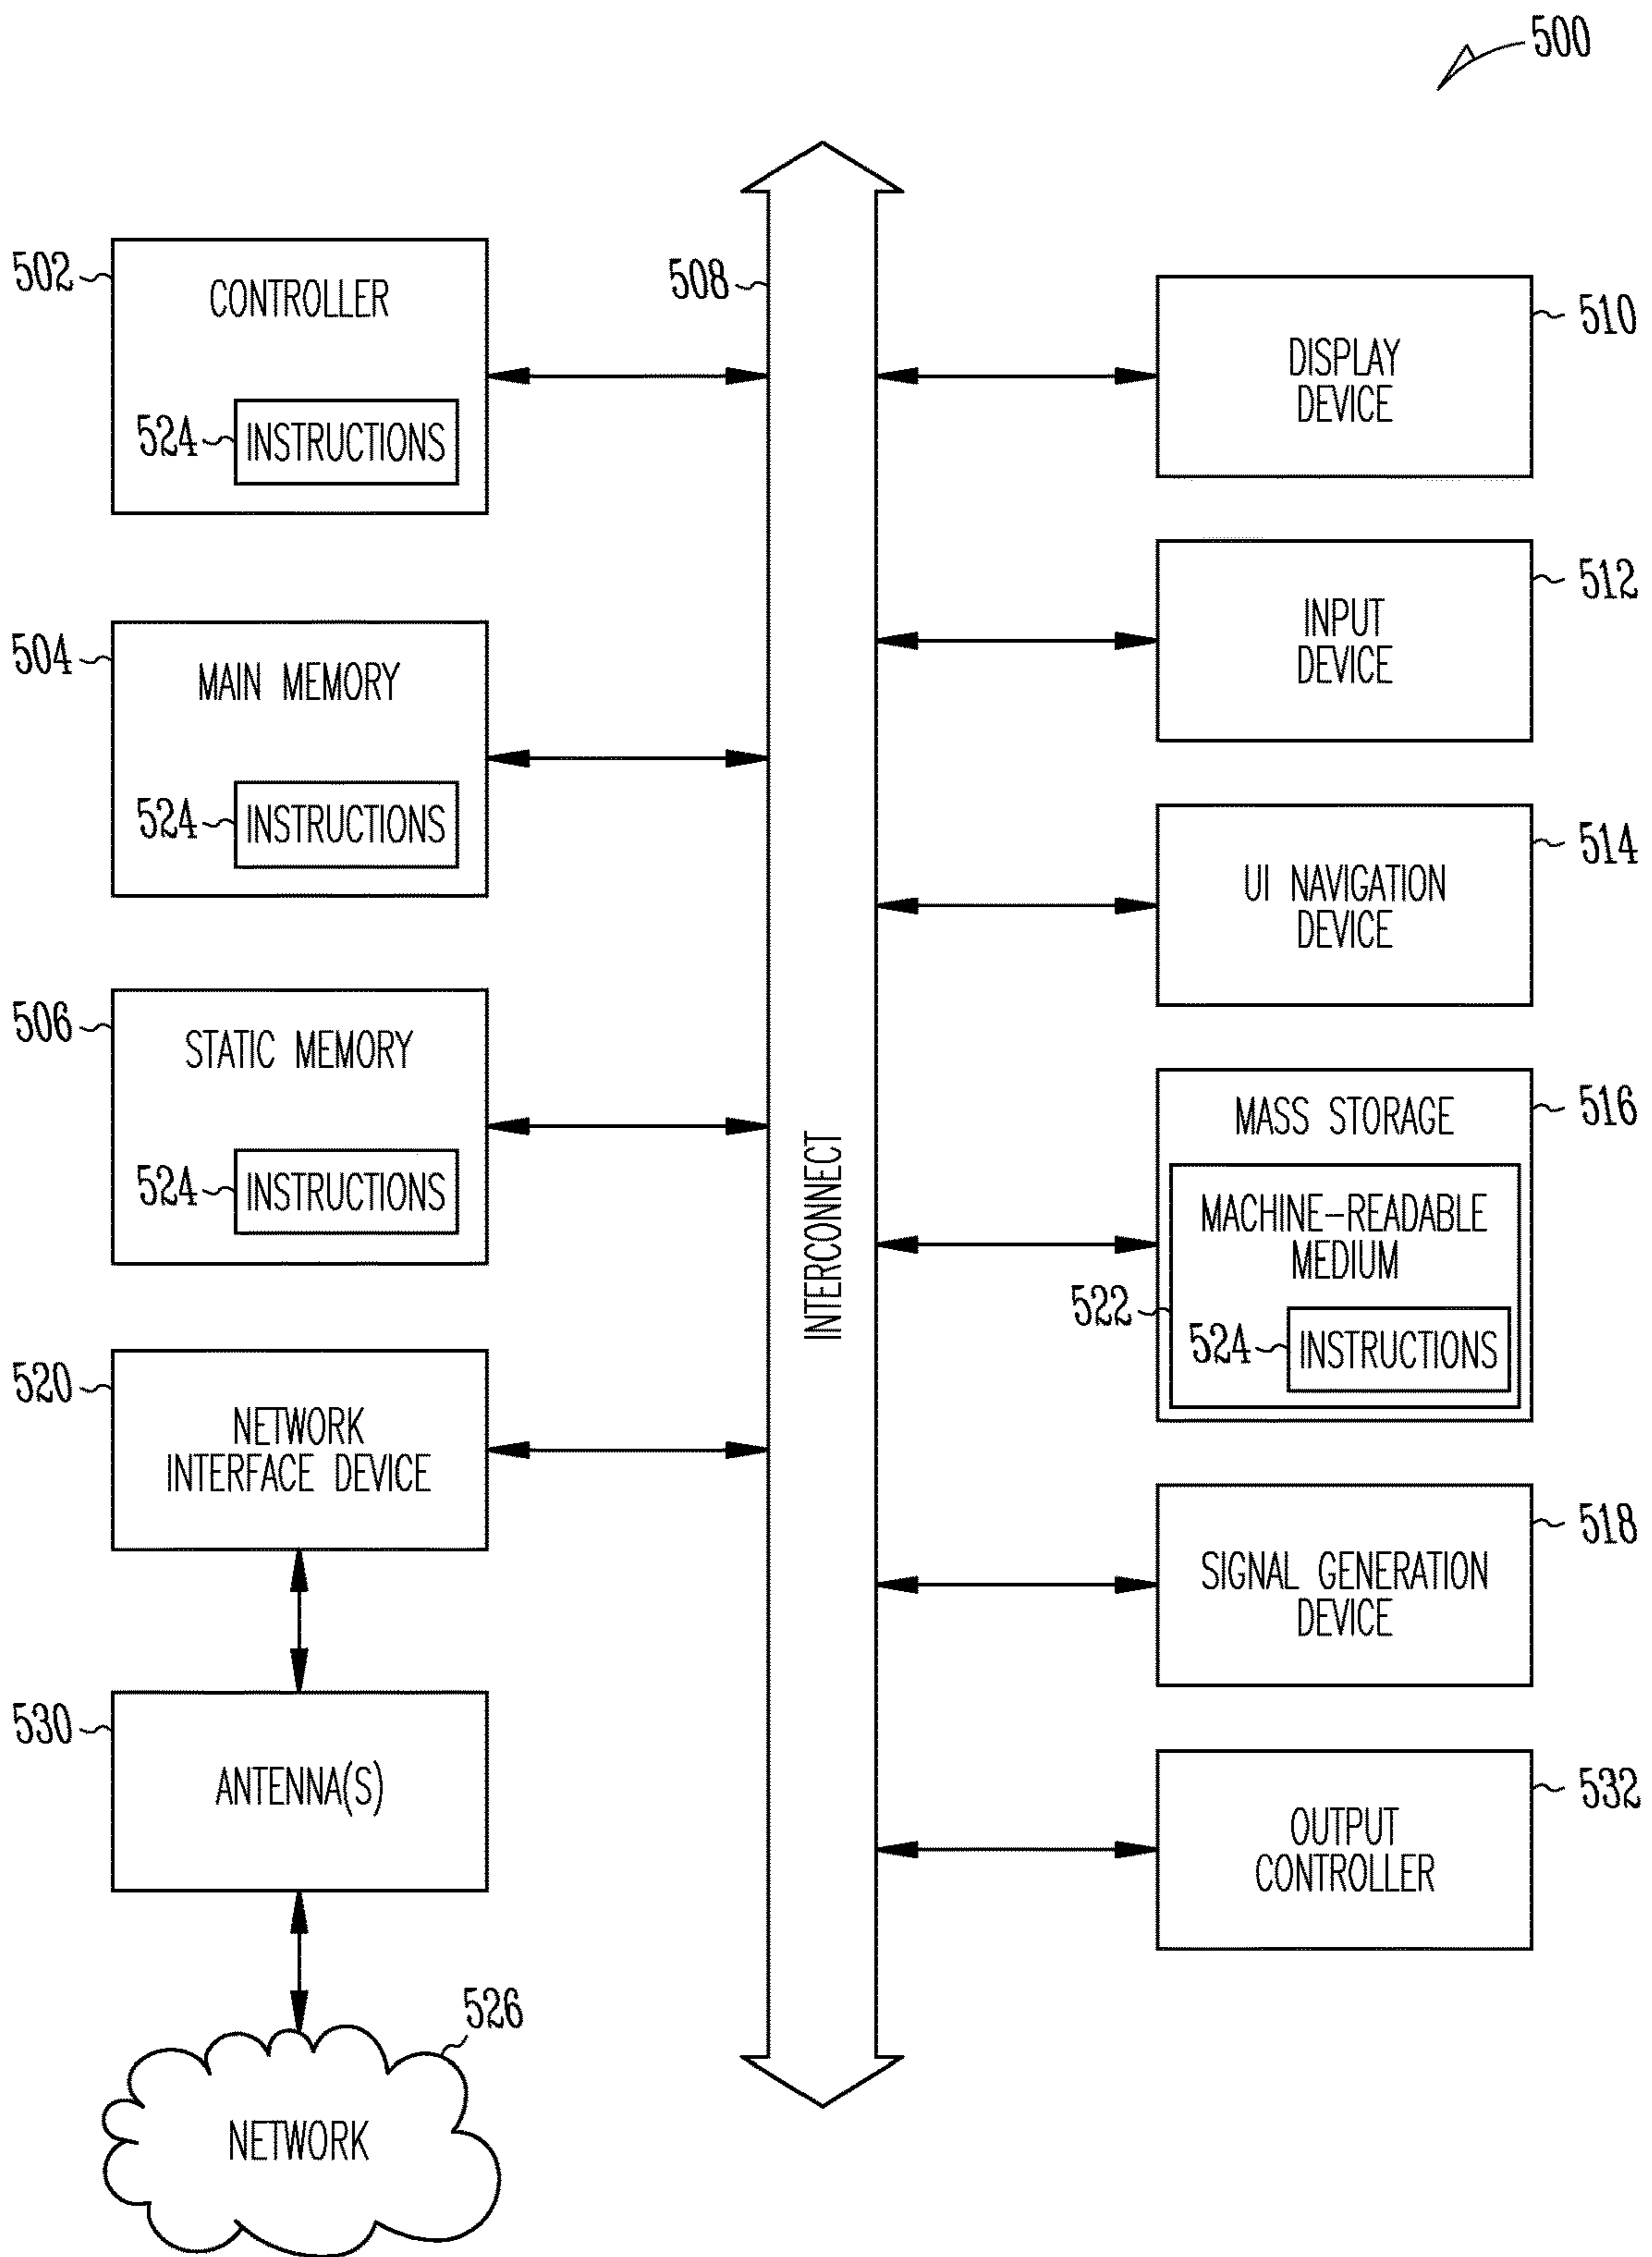 500
502
CONTROLLER
524
INSTRUCTIONS
504
MAIN MEMORY
524
INSTRUCTIONS
506
STATIC MEMORY
524
INSTRUCTIONS
520
NETWORK
INTERFACE DEVICE
530
ANTENNA(S)
526
NETWORK
508
INTERCONNECT
510
DISPLAY
DEVICE
512
INPUT
DEVICE
514
UI NAVIGATION
DEVICE
516
MASS STORAGE
MACHINE-READABLE
MEDIUM
522
524
INSTRUCTIONS
518
SIGNAL GENERATION
DEVICE
532
OUTPUT
CONTROLLER